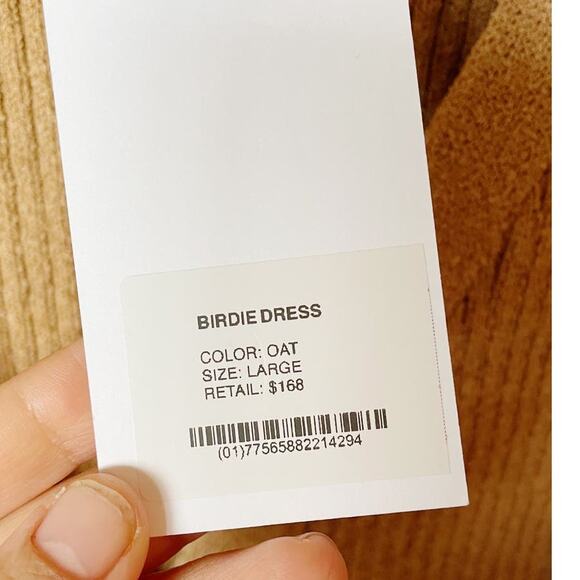 BIRDIE DRESS
COLOR: OAT
SIZE: LARGE
RETAIL: $168
(01)77565882214294